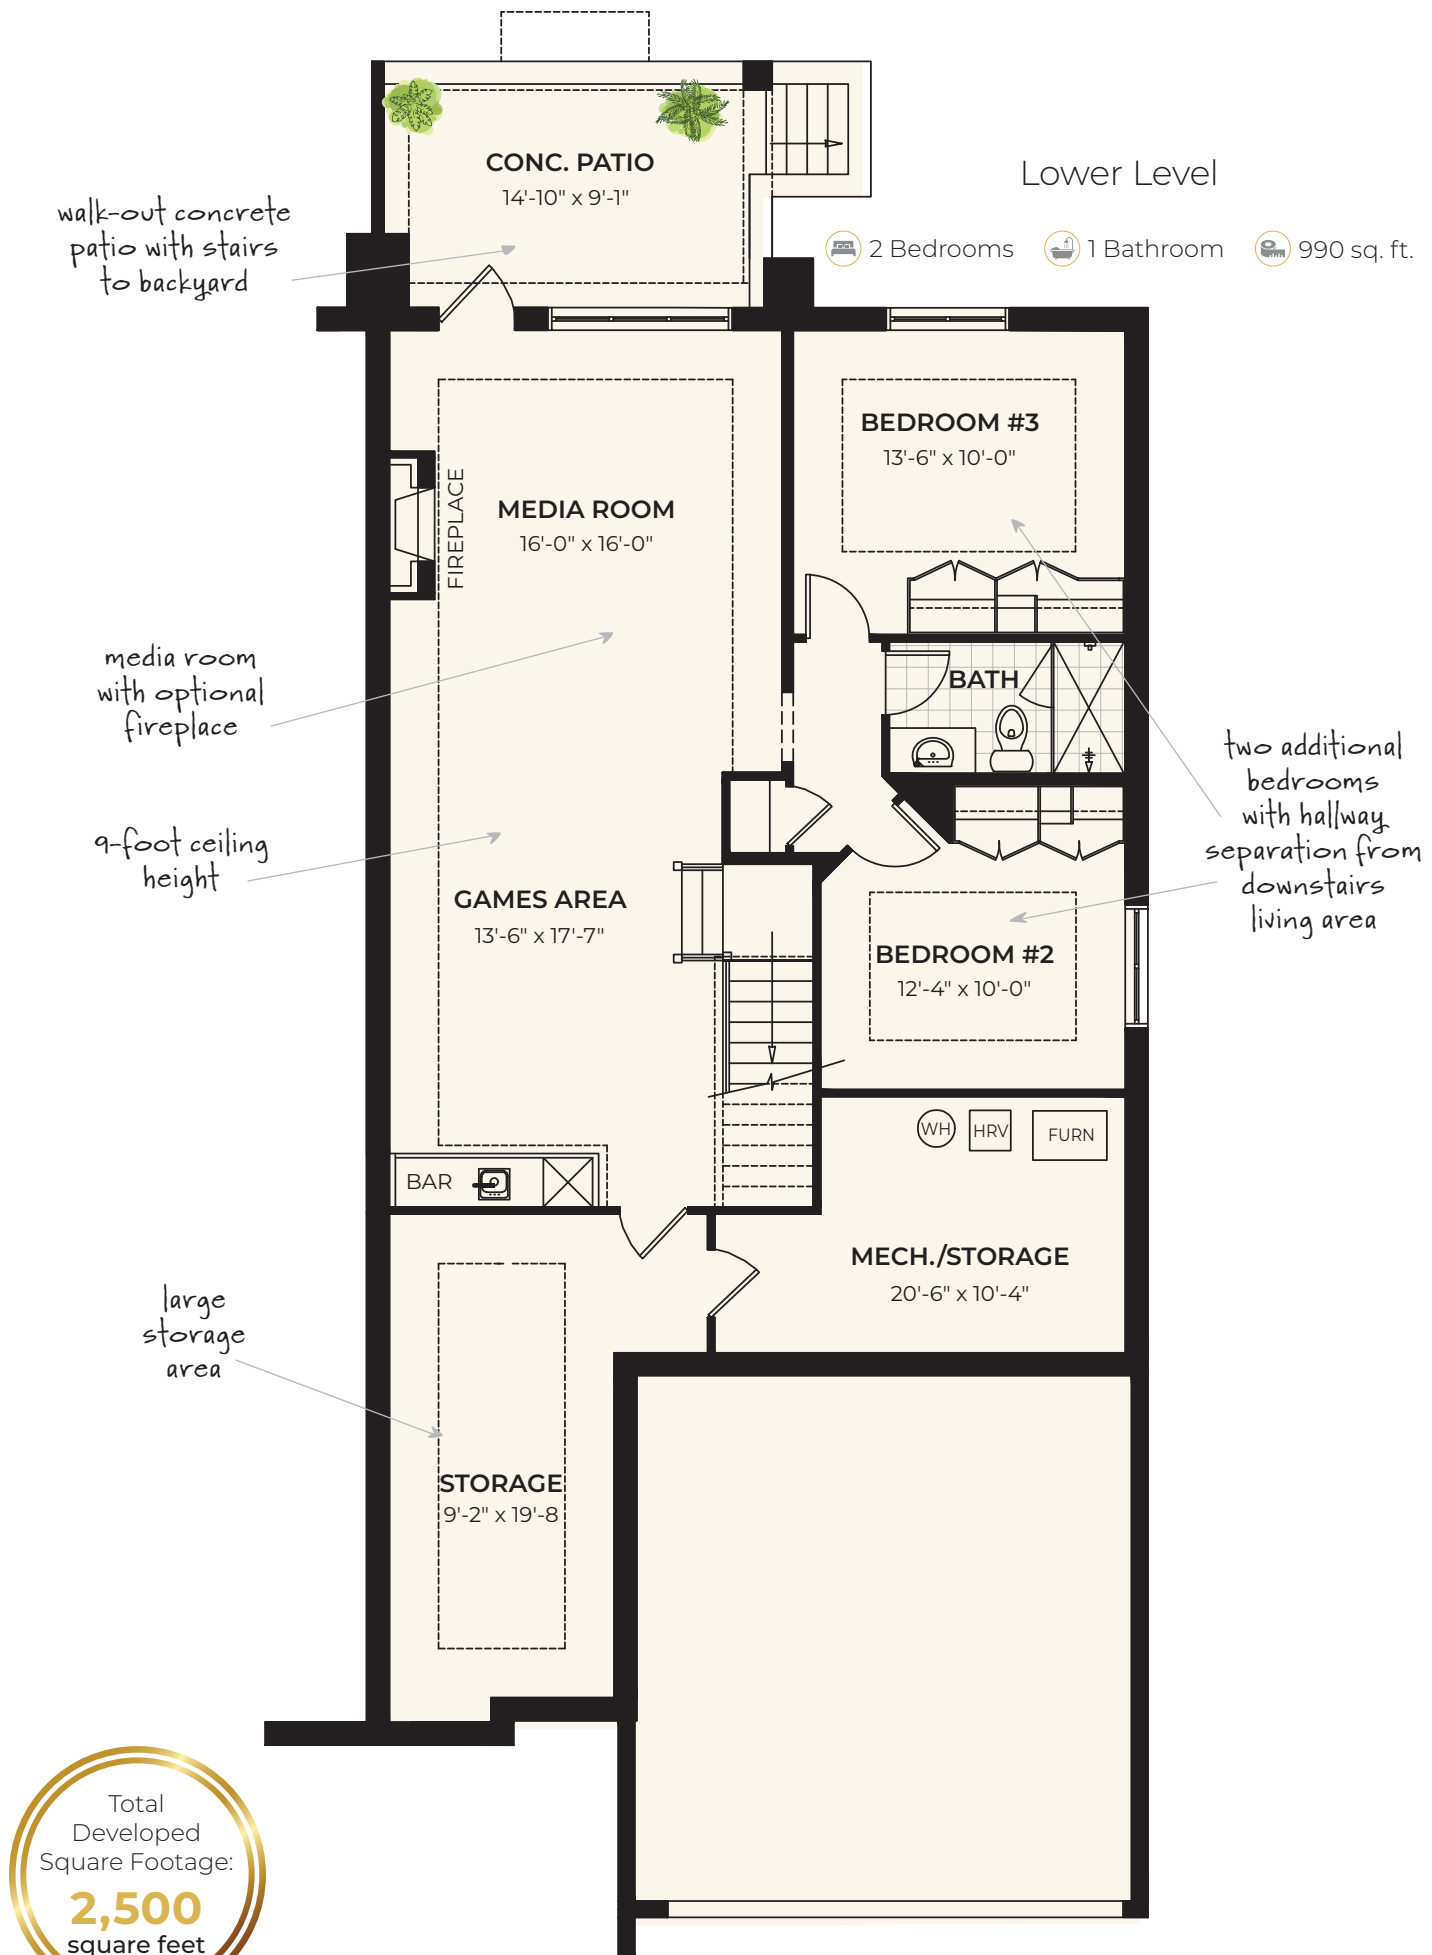 Lower Level
2 Bedrooms
1 Bathroom
990 sq. ft.
CONC. PATIO
14'-10" x 9'-1"
walk-out concrete
patio with stairs
to backyard
BEDROOM #3
13'-6" x 10'-0"
FIREPLACE
MEDIA ROOM
16'-0" x 16'-0"
media room
with optional
fireplace
BATH
two additional
bedrooms
with hallway
separation from
downstairs
living area
9-foot ceiling
height
GAMES AREA
13'-6" x 17'-7"
BEDROOM #2
12'-4" x 10'-0"
WH
HRV
FURN
BAR
MECH./STORAGE
20'-6" x 10'-4"
large
storage
area
STORAGE
9'-2" x 19'-8
Total
Developed
Square Footage:
2,500
square feet